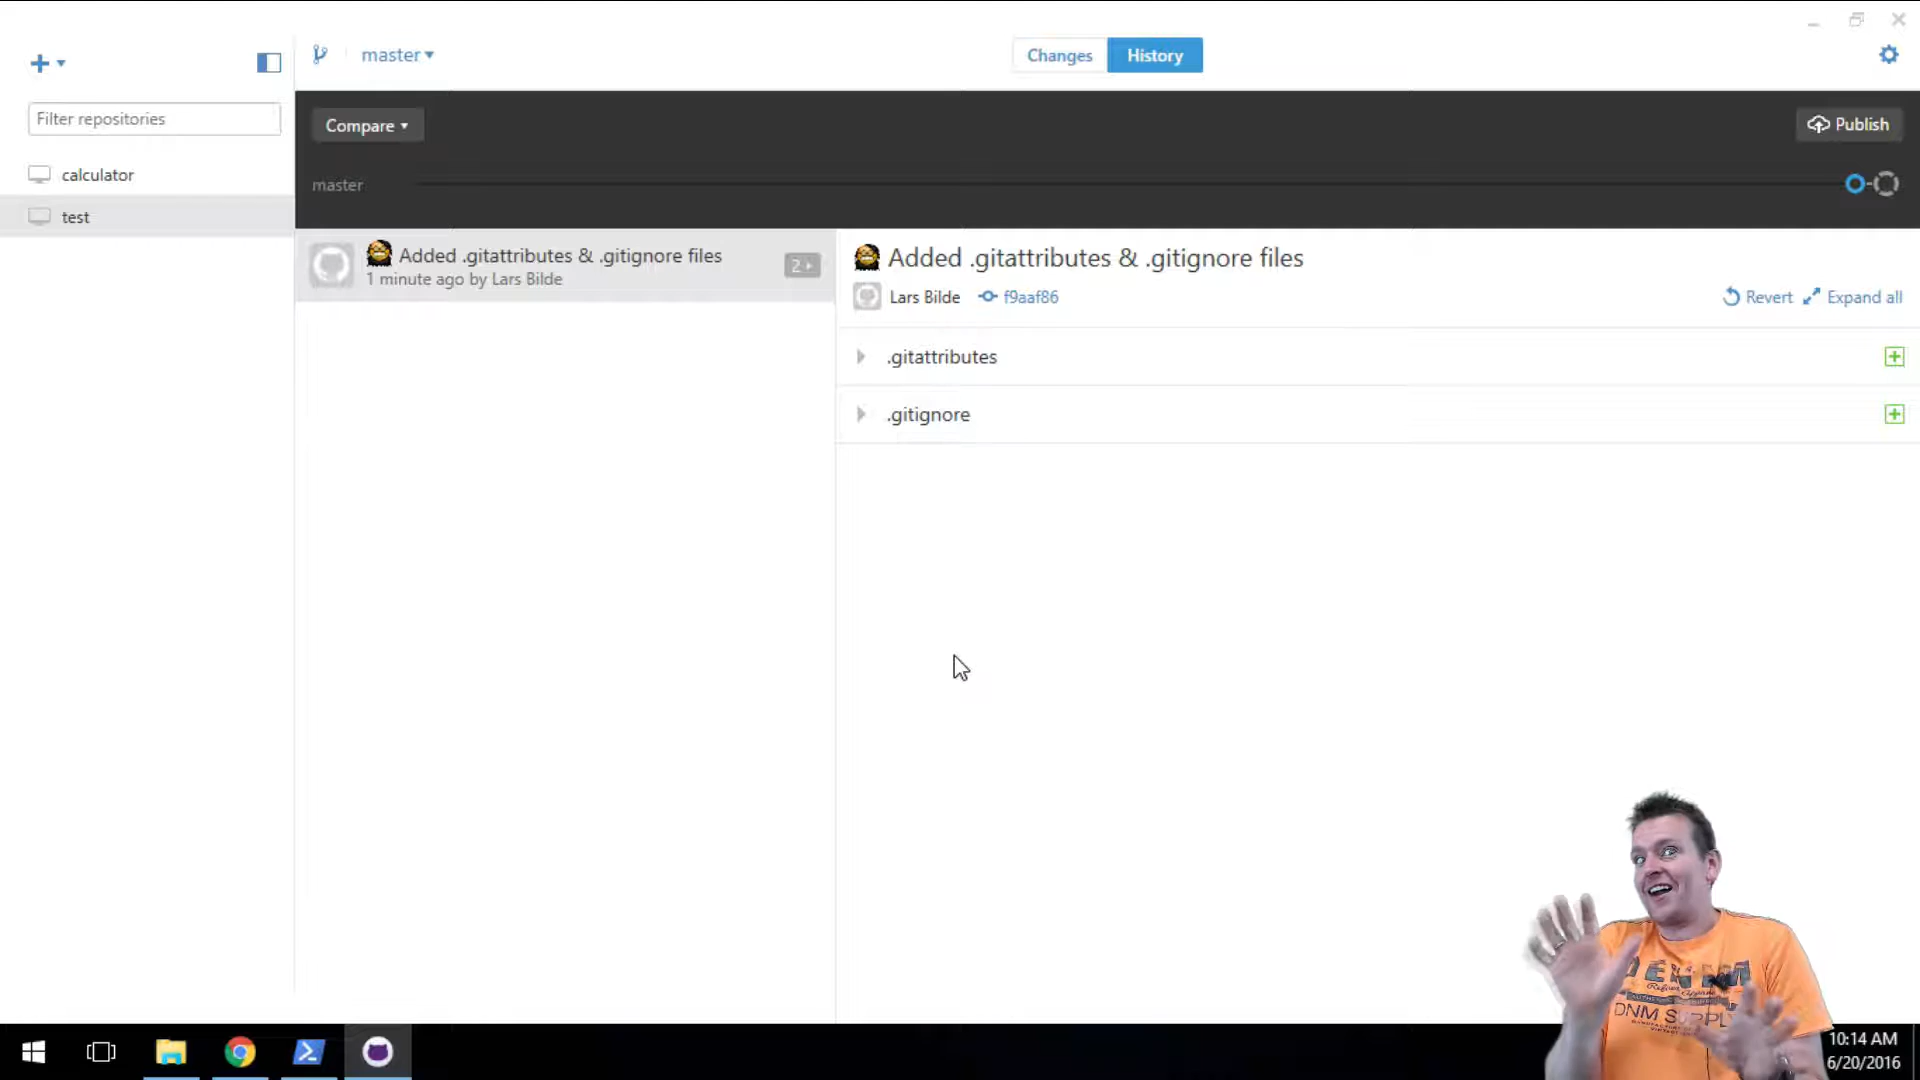 master ▾
Changes
History
Filter repositories
Compare ▾
Publish
calculator
master
test
Added .gitattributes & .gitignore files
1 minute ago by Lars Bilde
2
Added .gitattributes & .gitignore files
Lars Bilde
f9aaf86
Revert
Expand all
.gitattributes
.gitignore
DNM SUPPLY
10:14 AM
6/20/2016